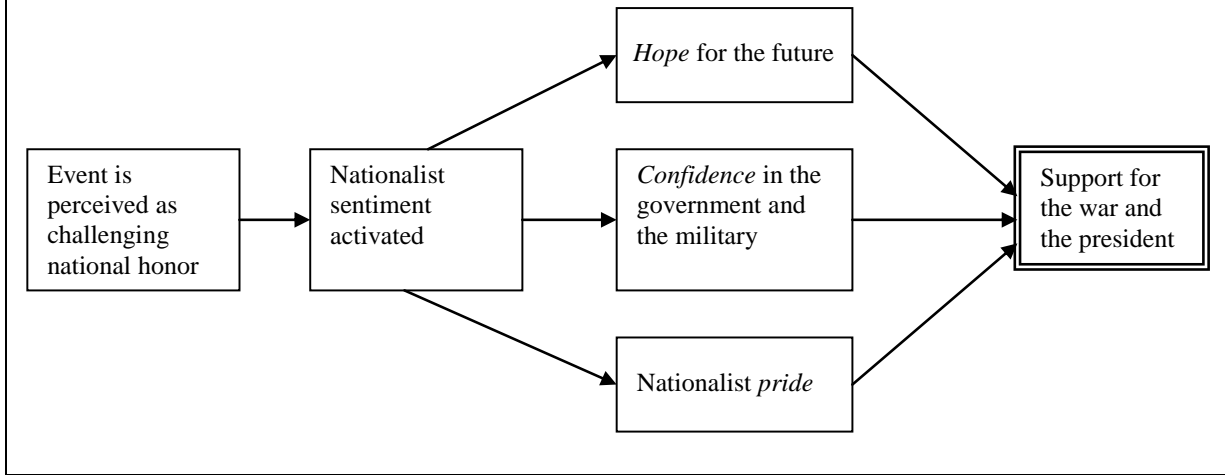 Event is
perceived as
challenging
national honor
Nationalist
sentiment
activated
Hope for the future
Confidence in the
government and
the military
Nationalist pride
Support for
the war and
the president